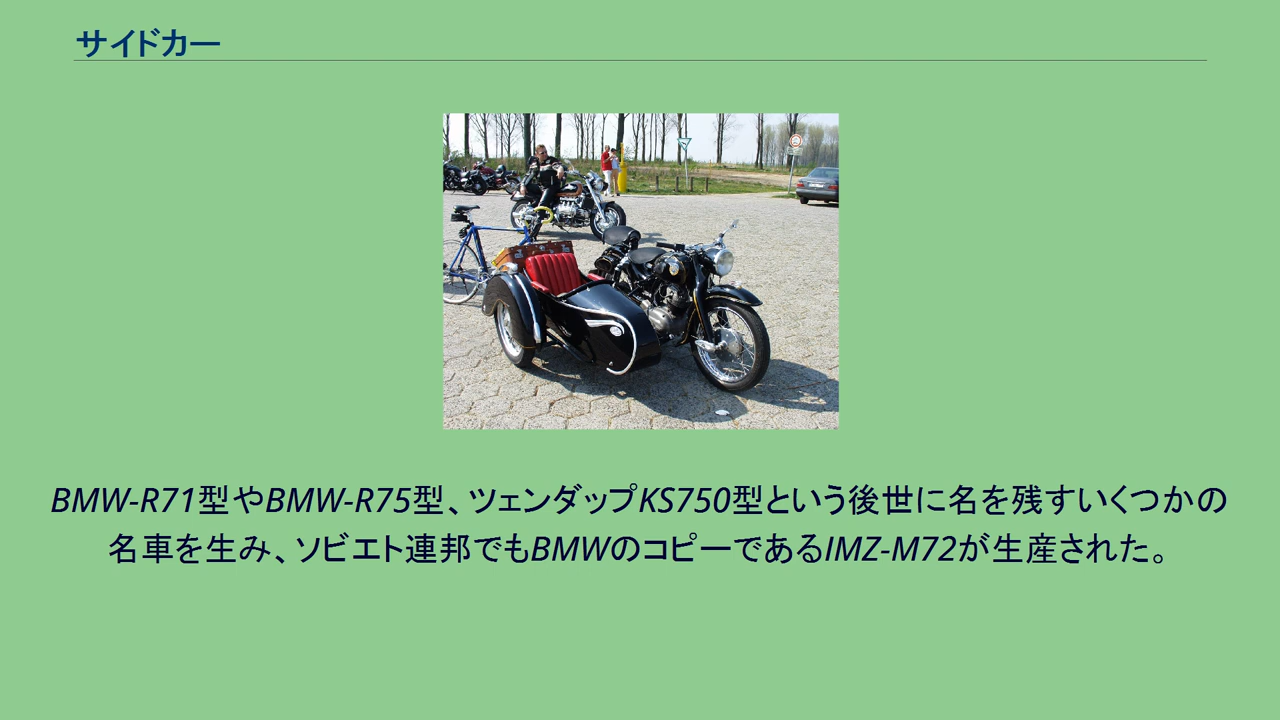 サイドカー
BMW-R71型やBMW-R75型、ツェンダップKS750型という後世に名を残すいくつかの
名車を生み、ソビエト連邦でもBMWのコピーであるIMZ-M72が生産された。